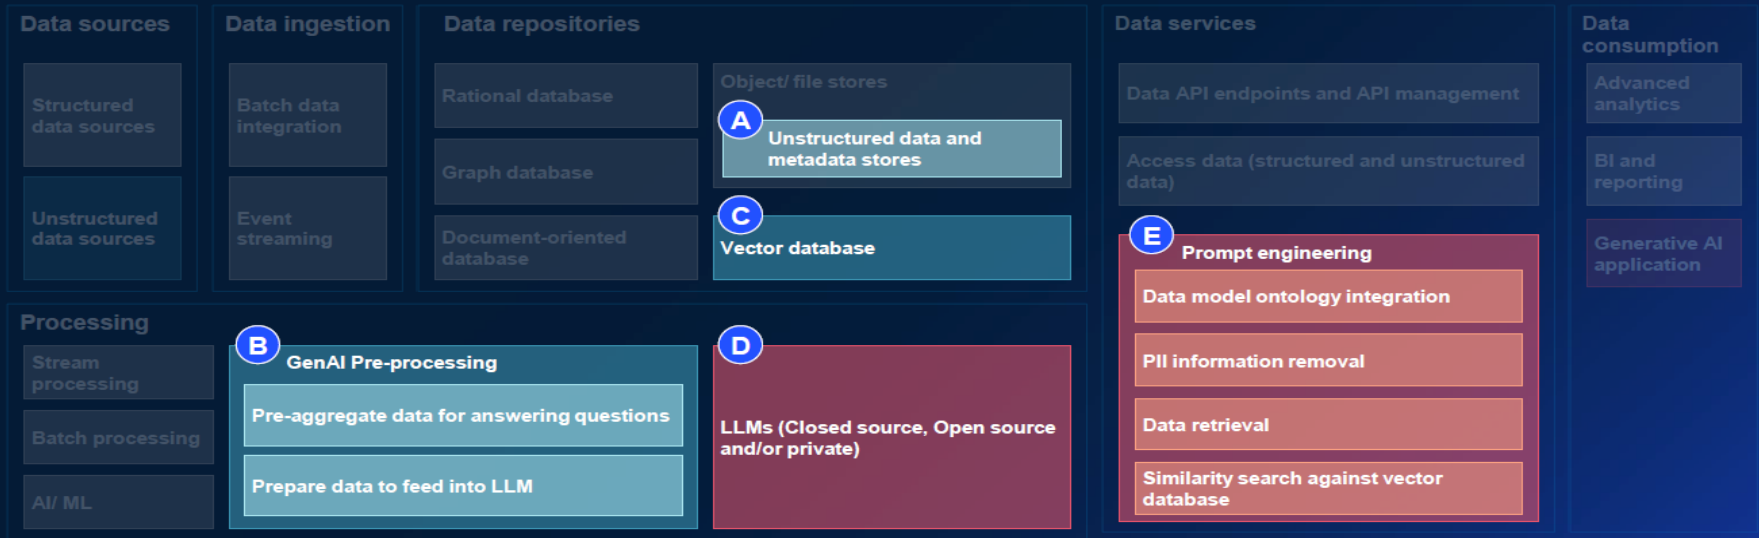 Data sources
Structured
data sources
Unstructured
data sources
Data ingestion
Batch data
integration
Event
streaming
Data repositories
Rational database
Graph database
Document-oriented
database
Object/ file stores
A
Unstructured data and
metadata stores
C
Vector database
Processing
Stream
processing
Batch processing
AI/ ML
B
GenAI Pre-processing
Pre-aggregate data for answering questions
Prepare data to feed into LLM
D
LLMs (Closed source, Open source
and/or private)
Data services
Data API endpoints and API management
Access data (structured and unstructured
data)
E
Prompt engineering
Data model ontology integration
PII information removal
Data retrieval
Similarity search against vector
database
Data
consumption
Advanced
analytics
BI and
reporting
Generative AI
application